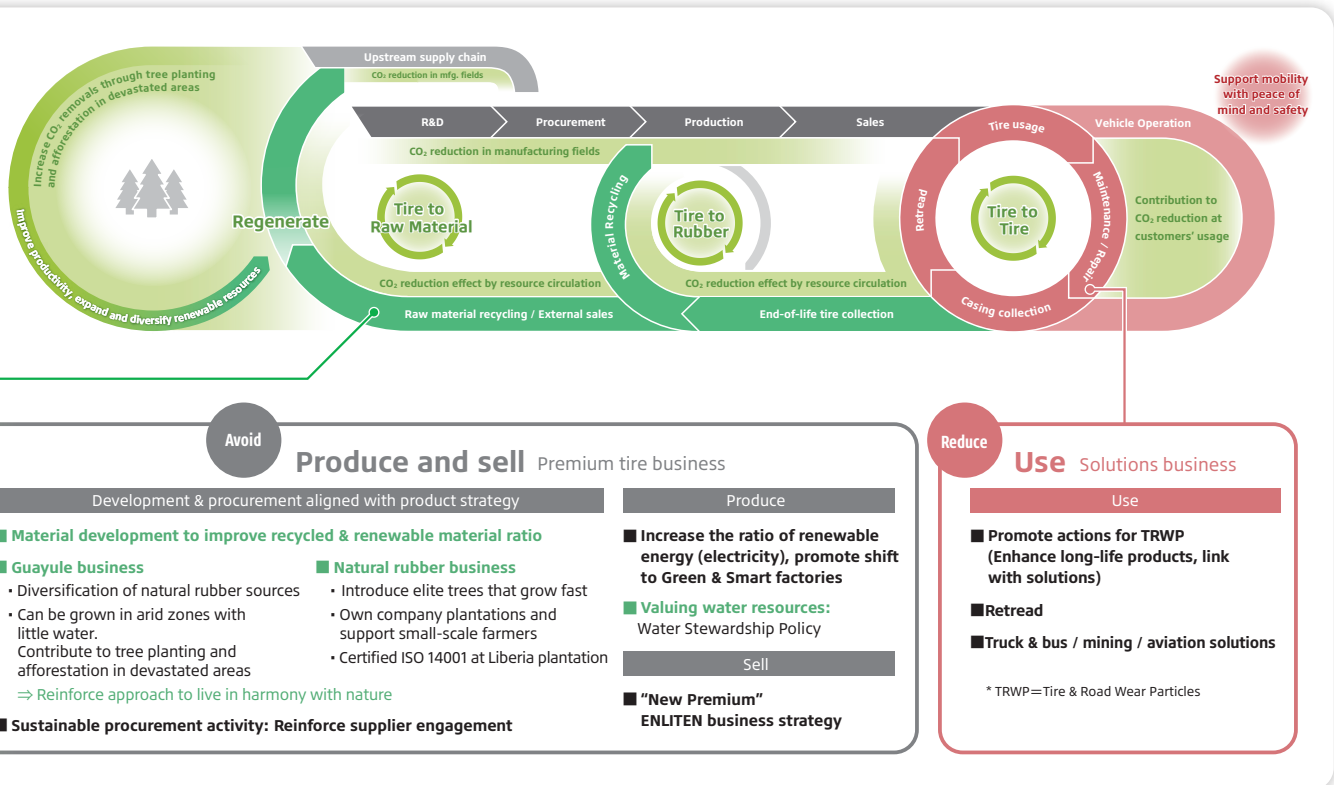 Increase CO₂ removals through tree planting
and afforestation in devastated areas
Improve productivity, expand and diversify renewable resources
Regenerate
Upstream supply chain
CO₂ reduction in mfg. fields
R&D
Procurement
Production
Sales
CO₂ reduction in manufacturing fields
Tire to
Raw Material
Material Recycling
Tire to
Rubber
CO₂ reduction effect by resource circulation
CO₂ reduction effect by resource circulation
Raw material recycling / External sales
End-of-life tire collection
Tire usage
Retread
Maintenance / Repair
Casing collection
Tire to
Tire
Vehicle Operation
Contribution to
CO₂ reduction at
customers' usage
Support mobility
with peace of
mind and safety
Avoid
Produce and sell Premium tire business
Development & procurement aligned with product strategy
■ Material development to improve recycled & renewable material ratio
■ Guayule business
・Diversification of natural rubber sources
・Can be grown in arid zones with
little water.
Contribute to tree planting and
afforestation in devastated areas
⇒ Reinforce approach to live in harmony with nature
■ Natural rubber business
・Introduce elite trees that grow fast
・Own company plantations and
support small-scale farmers
・Certified ISO 14001 at Liberia plantation
■ Sustainable procurement activity: Reinforce supplier engagement
Produce
■ Increase the ratio of renewable
energy (electricity), promote shift
to Green & Smart factories
■ Valuing water resources:
Water Stewardship Policy
Sell
■ “New Premium”
ENLITEN business strategy
Reduce
Use Solutions business
Use
■ Promote actions for TRWP
(Enhance long-life products, link
with solutions)
■Retread
■Truck & bus / mining / aviation solutions
* TRWP＝Tire & Road Wear Particles